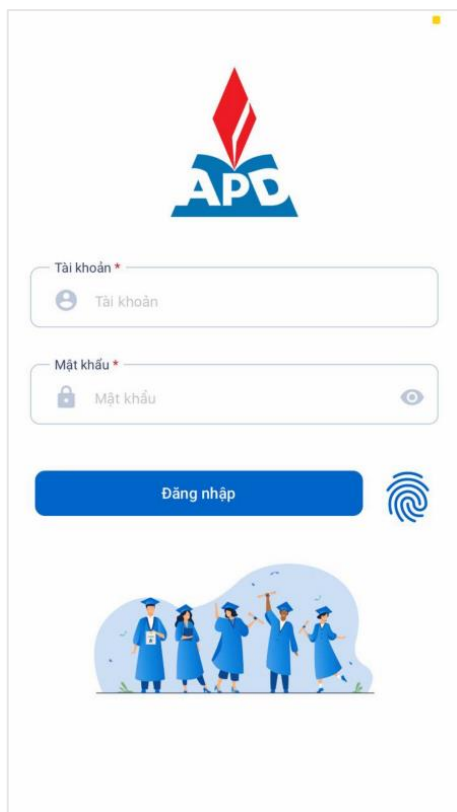 APD
Tài khoản *
Tài khoản
Mật khẩu *
Mật khẩu
Đăng nhập